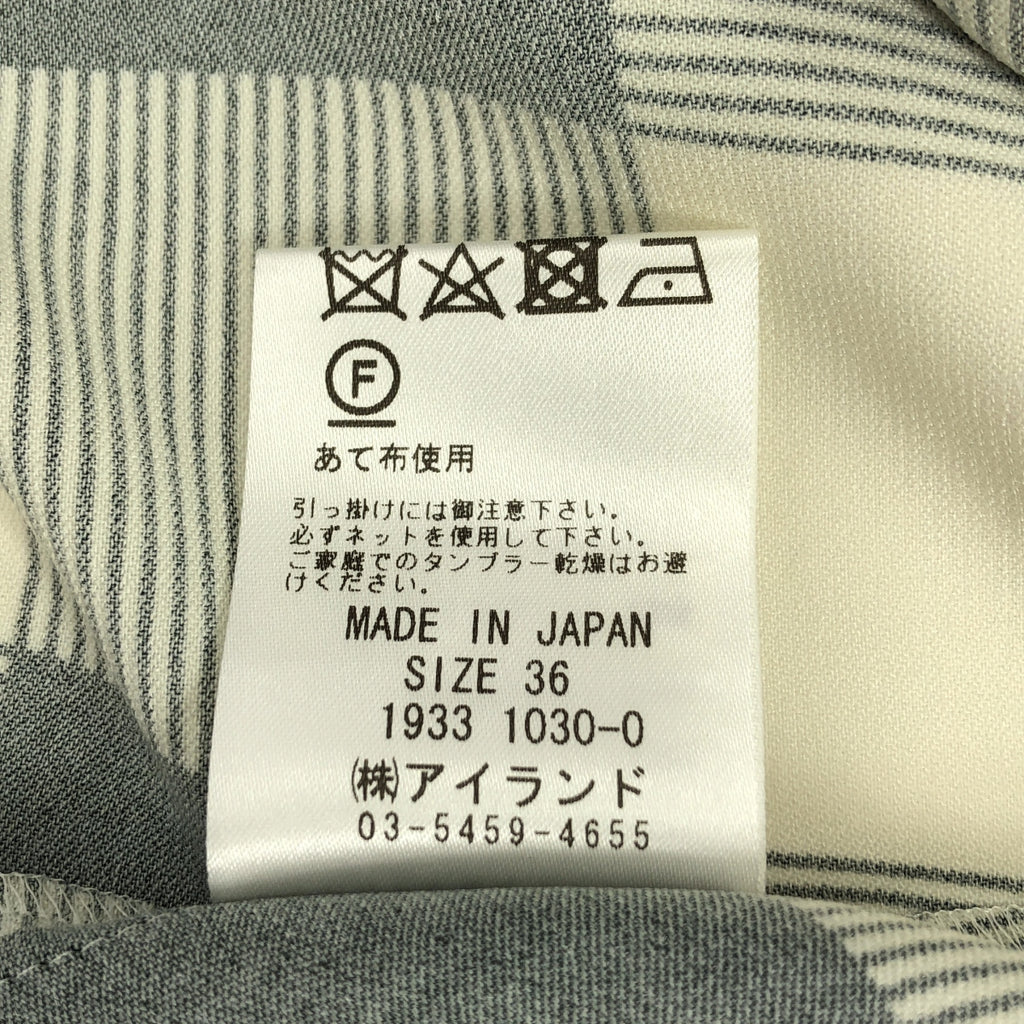 F
あて布使用
引っ掛けには御注意下さい。
必ずネットを使用して下さい。
ご家庭でのタンブラー乾燥はお避
けください。
MADE IN JAPAN
SIZE 36
1933 1030-0
㈱アイランド
03-5459-4655